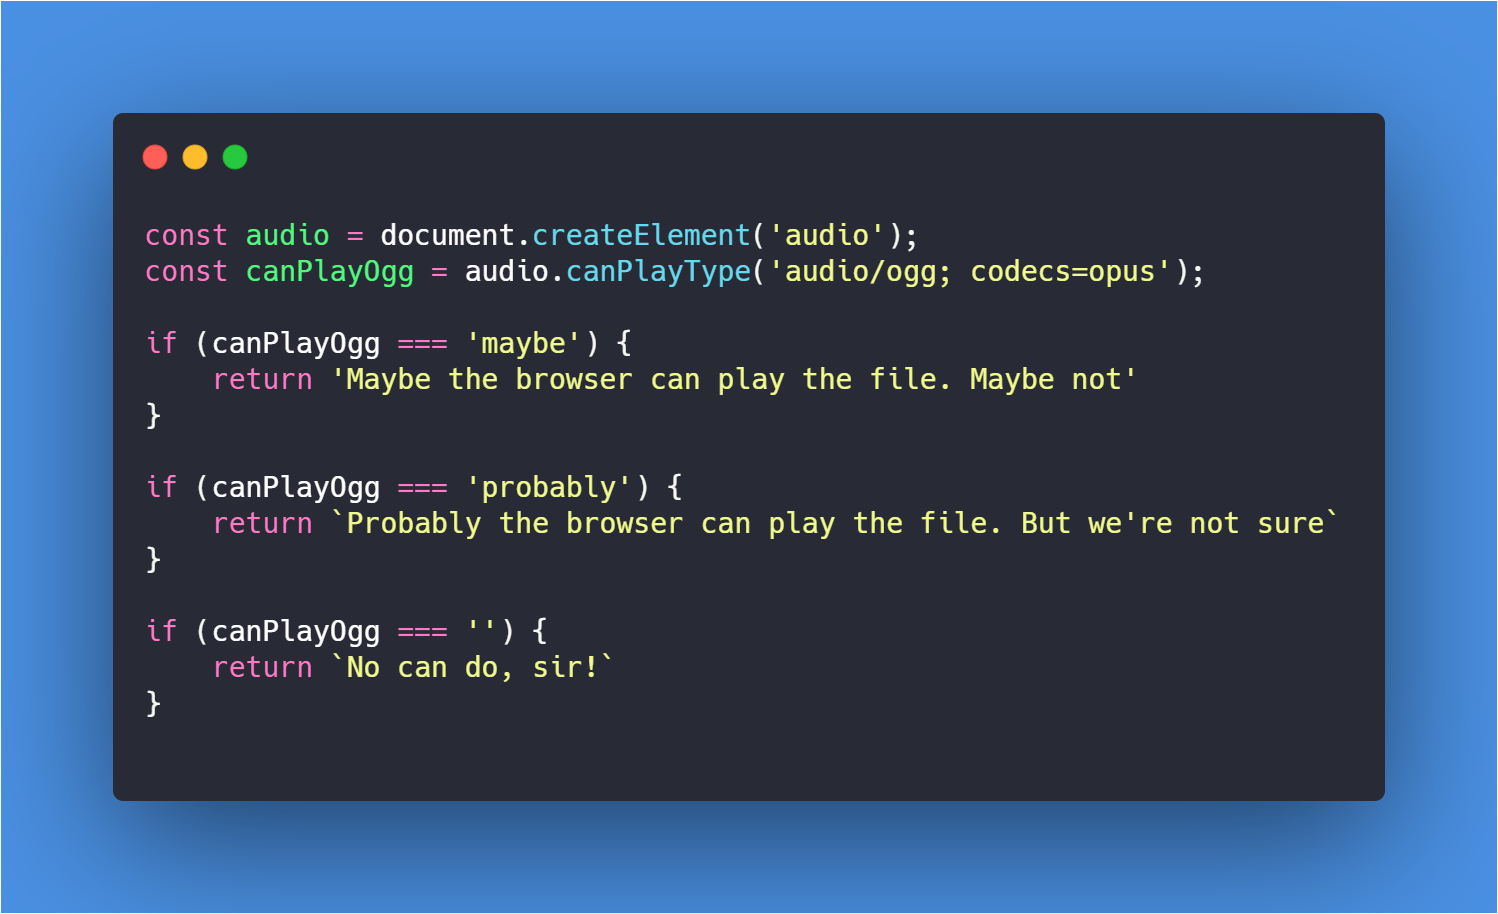 const audio = document.createElement('audio');
const canPlayOgg = audio.canPlayType('audio/ogg; codecs=opus');

if (canPlayOgg === 'maybe') {
    return 'Maybe the browser can play the file. Maybe not'
}

if (canPlayOgg === 'probably') {
    return `Probably the browser can play the file. But we're not sure`
}

if (canPlayOgg === '') {
    return `No can do, sir!`
}